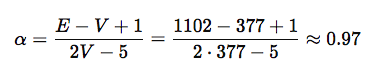 α = (E − V + 1)/(2V − 5) = (1102 − 377 + 1)/(2 · 377 − 5) ≈ 0.97